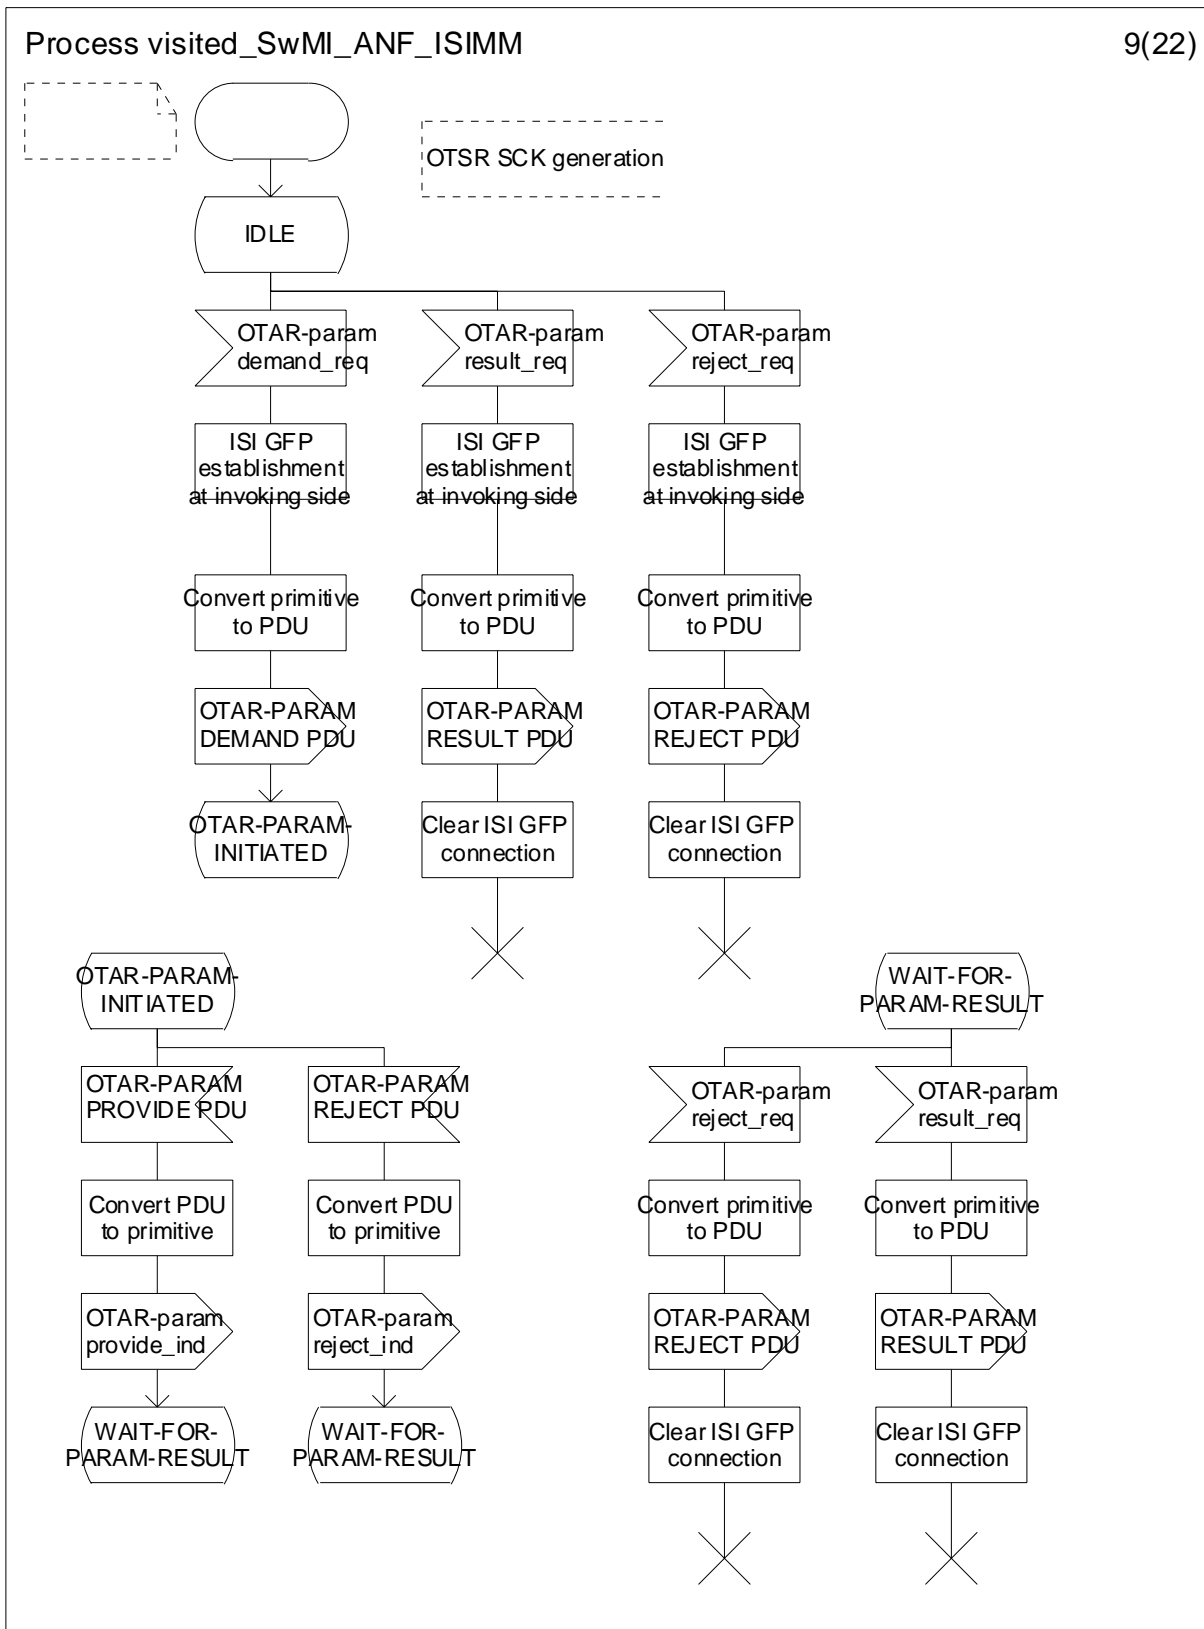 Process visited_SwMI_ANF_ISIMM
9(22)
OTSR SCK generation
IDLE
OTAR-param
demand_req
OTAR-param
result_req
OTAR-param
reject_req
ISI GFP
establishment
at invoking side
ISI GFP
establishment
at invoking side
ISI GFP
establishment
at invoking side
Convert primitive
to PDU
Convert primitive
to PDU
Convert primitive
to PDU
OTAR-PARAM
DEMAND PDU
OTAR-PARAM
RESULT PDU
OTAR-PARAM
REJECT PDU
OTAR-PARAM-
INITIATED
Clear ISI GFP
connection
Clear ISI GFP
connection
OTAR-PARAM-
INITIATED
WAIT-FOR-
PARAM-RESULT
OTAR-PARAM
PROVIDE PDU
OTAR-PARAM
REJECT PDU
OTAR-param
reject_req
OTAR-param
result_req
Convert PDU
to primitive
Convert PDU
to primitive
Convert primitive
to PDU
Convert primitive
to PDU
OTAR-param
provide_ind
OTAR-param
reject_ind
OTAR-PARAM
REJECT PDU
OTAR-PARAM
RESULT PDU
WAIT-FOR-
PARAM-RESULT
WAIT-FOR-
PARAM-RESULT
Clear ISI GFP
connection
Clear ISI GFP
connection